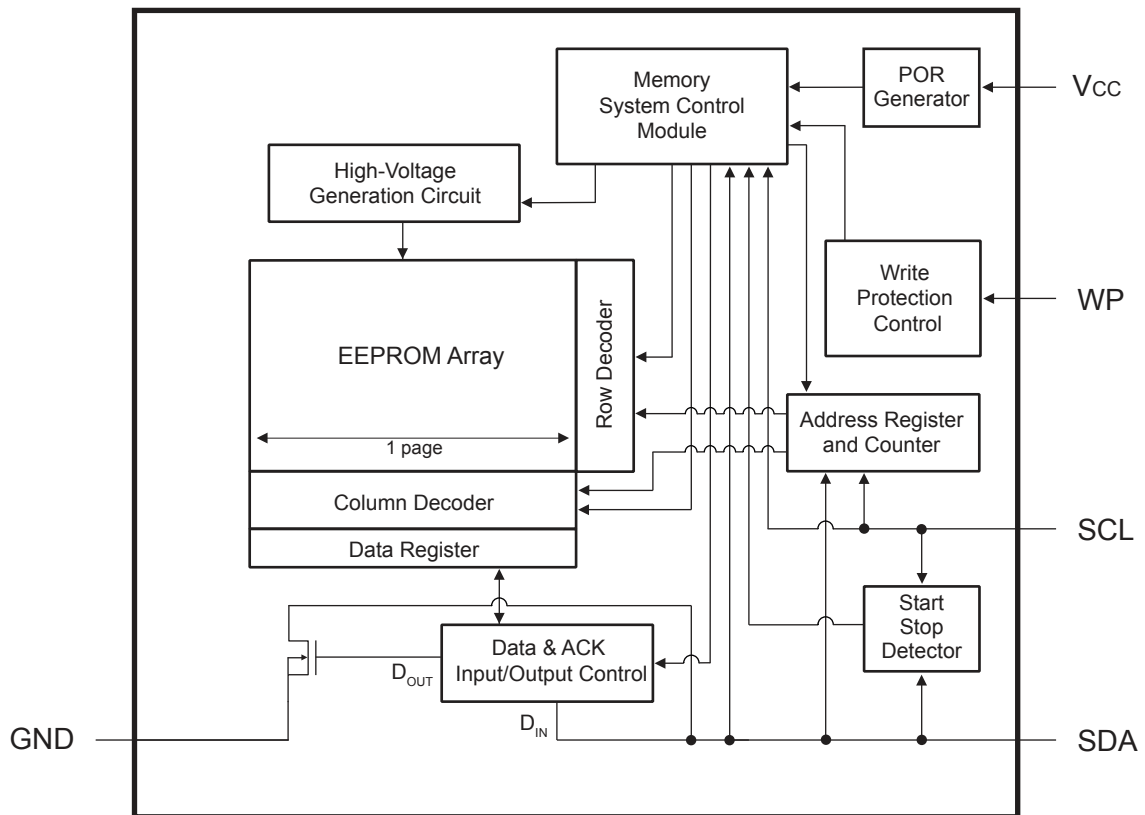 Memory
System Control
Module
POR
Generator
VCC
High-Voltage
Generation Circuit
Write
Protection
Control
WP
EEPROM Array
Row Decoder
1 page
Address Register
and Counter
Column Decoder
Data Register
SCL
Start
Stop
Detector
Data & ACK
Input/Output Control
DOUT
DIN
GND
SDA